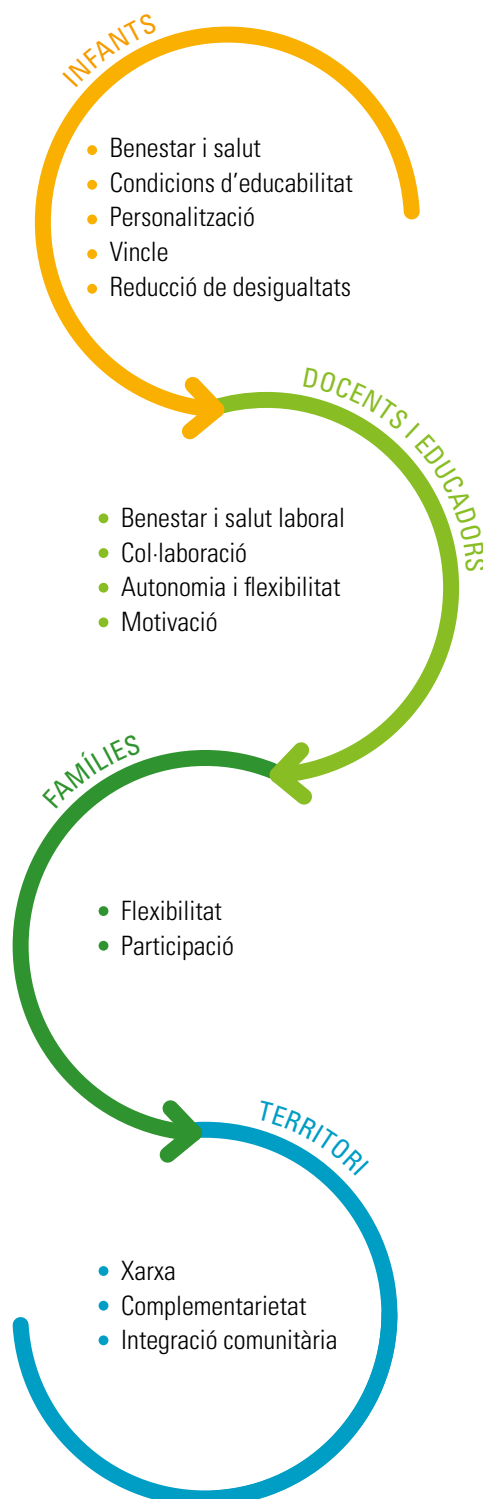 INFANTS
• Benestar i salut
• Condicions d'educabilitat
• Personalització
• Vincle
• Reducció de desigualtats
DOCENTS I EDUCADORS
• Benestar i salut laboral
• Col·laboració
• Autonomia i flexibilitat
• Motivació
FAMÍLIES
• Flexibilitat
• Participació
TERRITORI
• Xarxa
• Complementarietat
• Integració comunitària